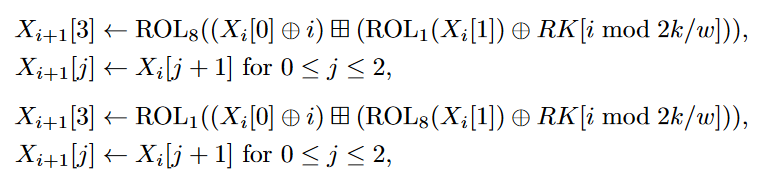 X_{i+1}[3] ← ROL_8((X_i[0] ⊕ i) ⊞ (ROL_1(X_i[1]) ⊕ RK[i mod 2k/w])),
X_{i+1}[j] ← X_i[j + 1] for 0 ≤ j ≤ 2,
X_{i+1}[3] ← ROL_1((X_i[0] ⊕ i) ⊞ (ROL_8(X_i[1]) ⊕ RK[i mod 2k/w])),
X_{i+1}[j] ← X_i[j + 1] for 0 ≤ j ≤ 2,